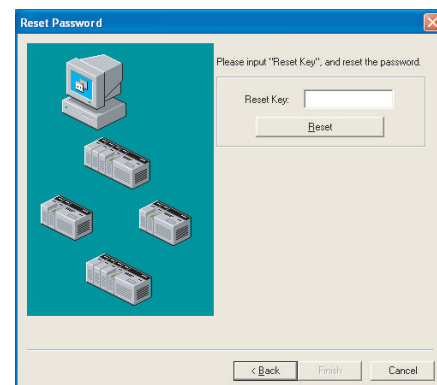 Reset Password
Please input "Reset Key", and reset the password.
Reset Key:
Reset
< Back
Finish
Cancel